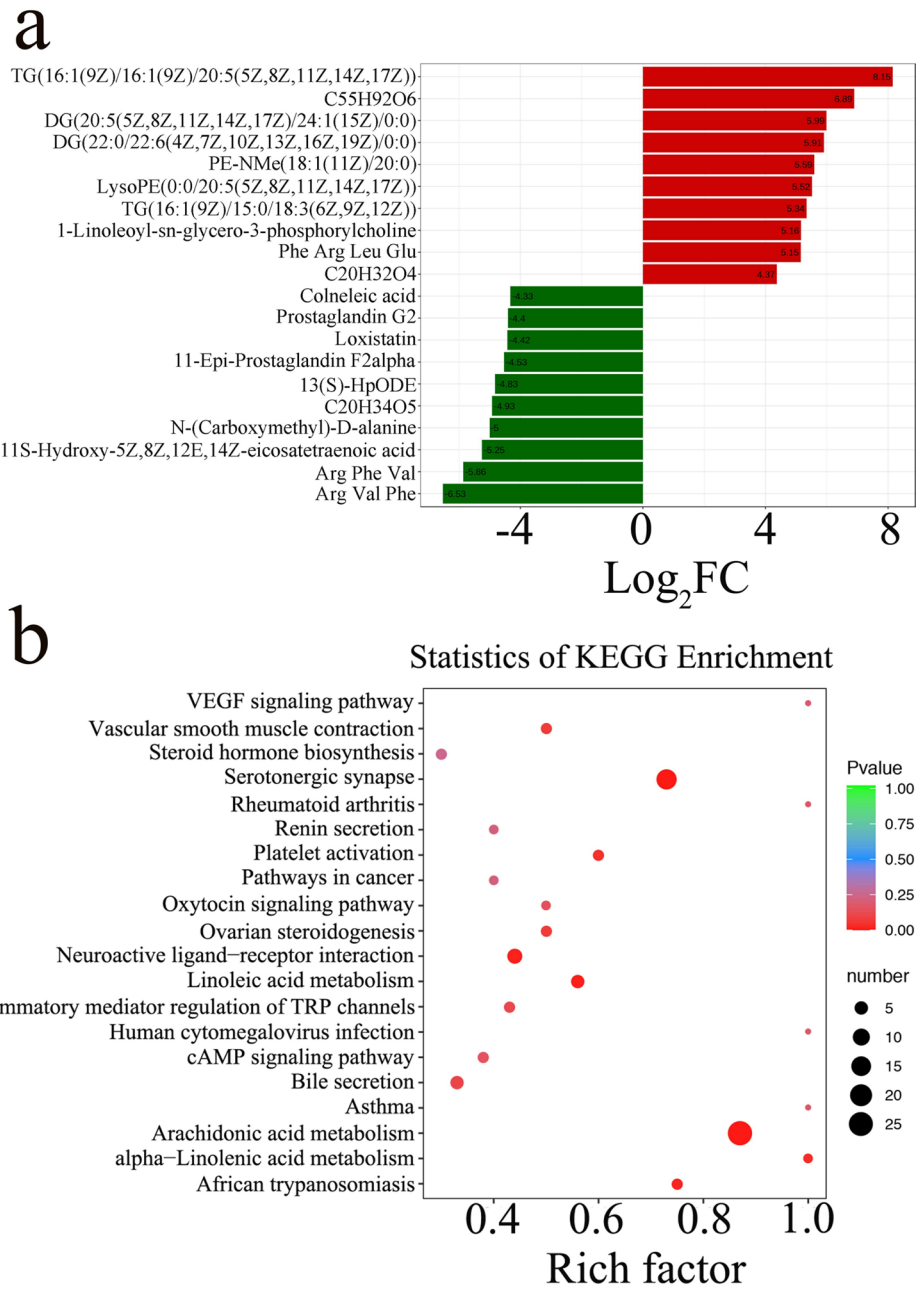 a
TG(16:1(9Z)/16:1(9Z)/20:5(5Z,8Z,11Z,14Z,17Z)) 8.15
C55H92O6 6.89
DG(20:5(5Z,8Z,11Z,14Z,17Z)/24:1(15Z)/0:0) 5.99
DG(22:0/22:6(4Z,7Z,10Z,13Z,16Z,19Z)/0:0) 5.91
PE-NMe(18:1(11Z)/20:0) 5.59
LysoPE(0:0/20:5(5Z,8Z,11Z,14Z,17Z)) 5.52
TG(16:1(9Z)/15:0/18:3(6Z,9Z,12Z)) 5.34
1-Linoleoyl-sn-glycero-3-phosphorylcholine 5.16
Phe Arg Leu Glu 5.15
C20H32O4 4.37
Colneleic acid -4.33
Prostaglandin G2 -4.4
Loxistatin -4.42
11-Epi-Prostaglandin F2alpha -4.53
13(S)-HpODE -4.83
C20H34O5 -4.93
N-(Carboxymethyl)-D-alanine -5
11S-Hydroxy-5Z,8Z,12E,14Z-eicosatetraenoic acid -5.25
Arg Phe Val -5.86
Arg Val Phe -6.53
-4 0 4 8
Log2FC
b
Statistics of KEGG Enrichment
VEGF signaling pathway
Vascular smooth muscle contraction
Steroid hormone biosynthesis
Serotonergic synapse
Rheumatoid arthritis
Renin secretion
Platelet activation
Pathways in cancer
Oxytocin signaling pathway
Ovarian steroidogenesis
Neuroactive ligand−receptor interaction
Linoleic acid metabolism
mmatory mediator regulation of TRP channels
Human cytomegalovirus infection
cAMP signaling pathway
Bile secretion
Asthma
Arachidonic acid metabolism
alpha−Linolenic acid metabolism
African trypanosomiasis
0.4 0.6 0.8 1.0
Rich factor
Pvalue
1.00
0.75
0.50
0.25
0.00
number
5
10
15
20
25